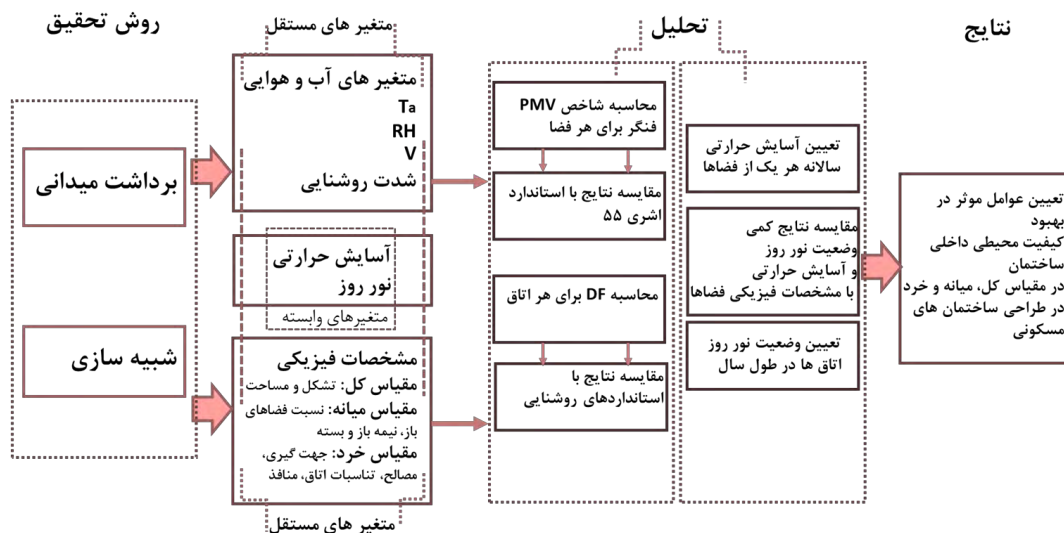 روش تحقیق
برداشت میدانی
شبیه سازی
متغیر های مستقل
متغیر های آب و هوایی
Ta
RH
V
شدت روشنایی
آسایش حرارتی
نور روز
متغیرهای وابسته
مشخصات فیزیکی
مقیاس کل: تشکل و مساحت
مقیاس میانه: نسبت فضاهای
باز، نیمه باز و بسته
مقیاس خرد: جهت گیری،
مصالح، تناسبات اتاق، منافذ
متغیر های مستقل
تحلیل
محاسبه شاخص PMV
فنگر برای هر فضا
مقایسه نتایج با استاندارد
اشری ۵۵
محاسبه DF برای هر اتاق
مقایسه نتایج با
استانداردهای روشنایی
تعیین آسایش حرارتی
سالانه هر یک از فضاها
مقایسه نتایج کمی
وضعیت نور روز
و آسایش حرارتی
با مشخصات فیزیکی فضاها
تعیین وضعیت نور روز
اتاق ها در طول سال
نتایج
تعیین عوامل موثر در
بهبود
کیفیت محیطی داخلی
ساختمان
در مقیاس کل، میانه و خرد
در طراحی ساختمان های
مسکونی